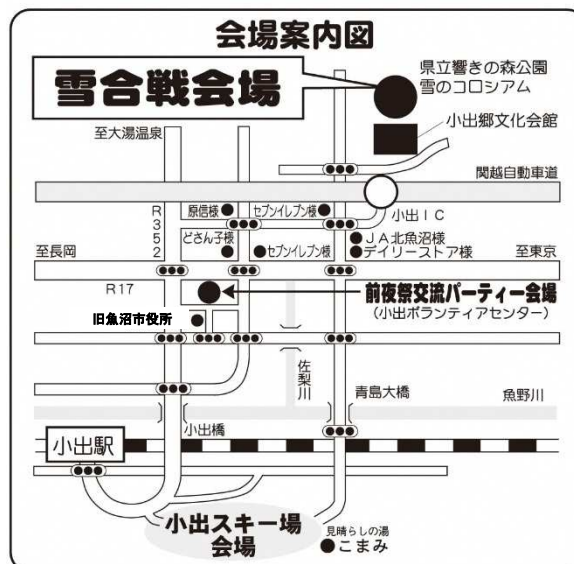 会場案内図
雪合戦会場
県立響きの森公園
雪のコロシアム
小出郷文化会館
至大湯温泉
関越自動車道
R352
原信様
セブンイレブン様
小出IC
どさん子様
セブンイレブン様
JA北魚沼様
デイリーストア様
至長岡
至東京
R17
前夜祭交流パーティー会場
(小出ボランティアセンター)
旧魚沼市役所
佐梨川
青島大橋
魚野川
小出橋
小出駅
小出スキー場
会場
見晴らしの湯
こまみ